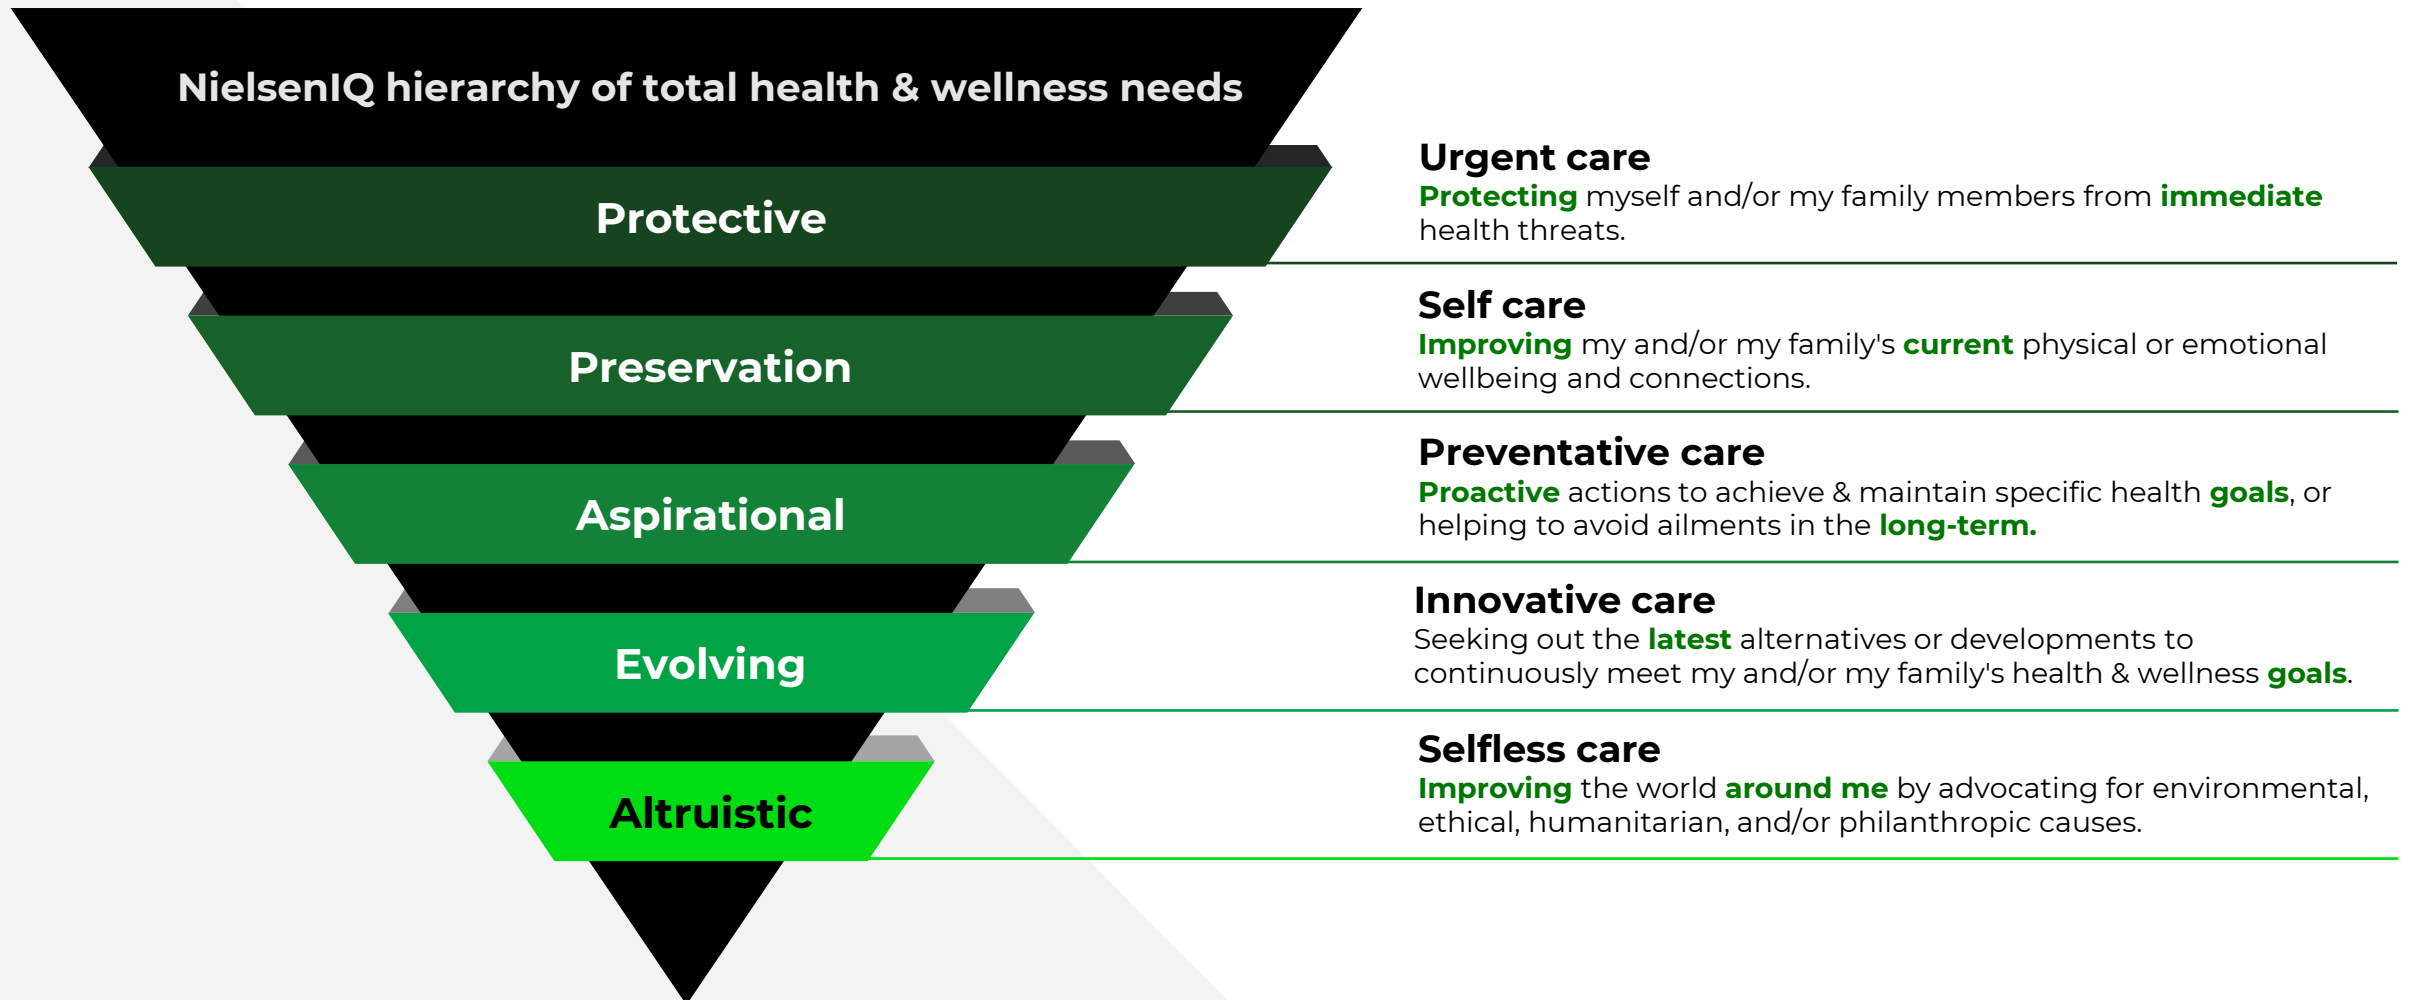 NielsenIQ hierarchy of total health & wellness needs
Protective
Urgent care
Protecting myself and/or my family members from immediate
health threats.
Preservation
Self care
Improving my and/or my family's current physical or emotional
wellbeing and connections.
Aspirational
Preventative care
Proactive actions to achieve & maintain specific health goals, or
helping to avoid ailments in the long-term.
Evolving
Innovative care
Seeking out the latest alternatives or developments to
continuously meet my and/or my family's health & wellness goals.
Altruistic
Selfless care
Improving the world around me by advocating for environmental,
ethical, humanitarian, and/or philanthropic causes.